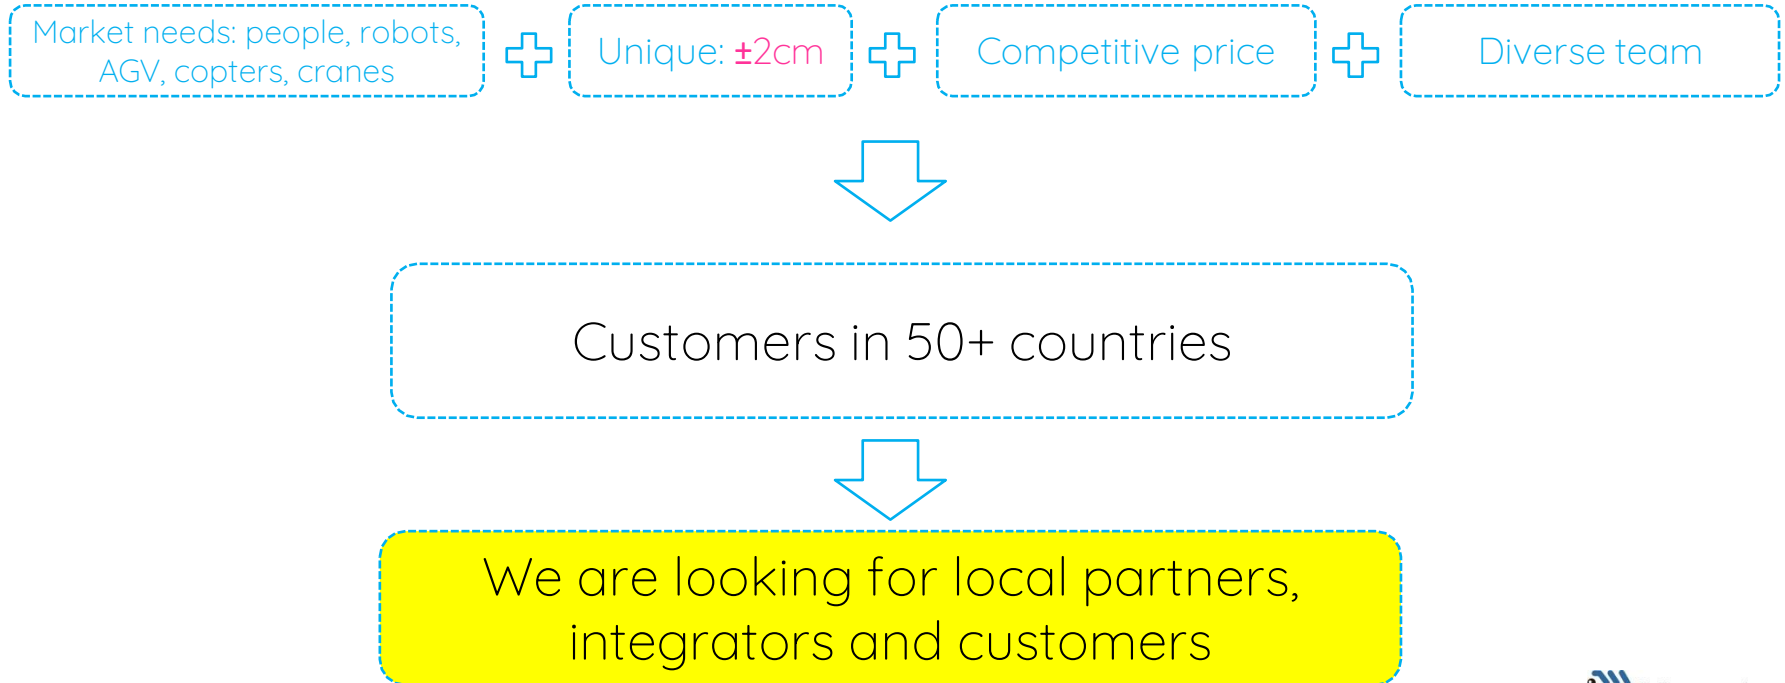 Market needs: people, robots,
AGV, copters, cranes
Unique: ±2cm
Competitive price
Diverse team
Customers in 50+ countries
We are looking for local partners,
integrators and customers